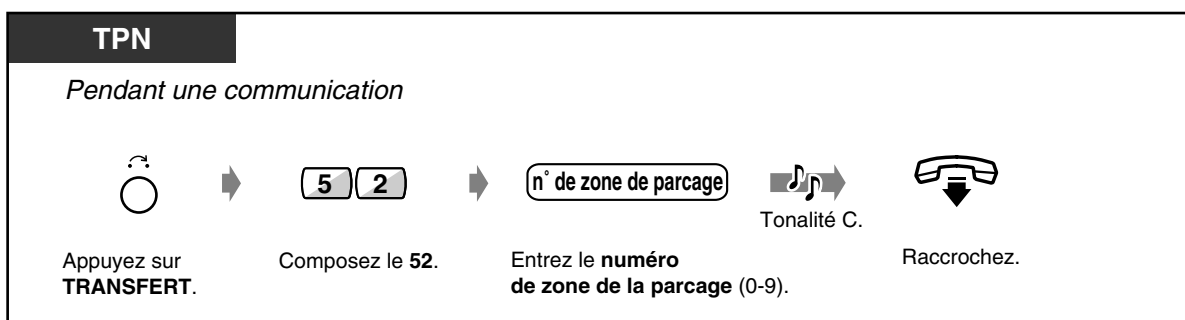 TPN
Pendant une communication
5 2
n° de zone de parcage
Tonalité C.
Appuyez sur
TRANSFERT.
Composez le 52.
Entrez le numéro
de zone de la parcage (0-9).
Raccrochez.